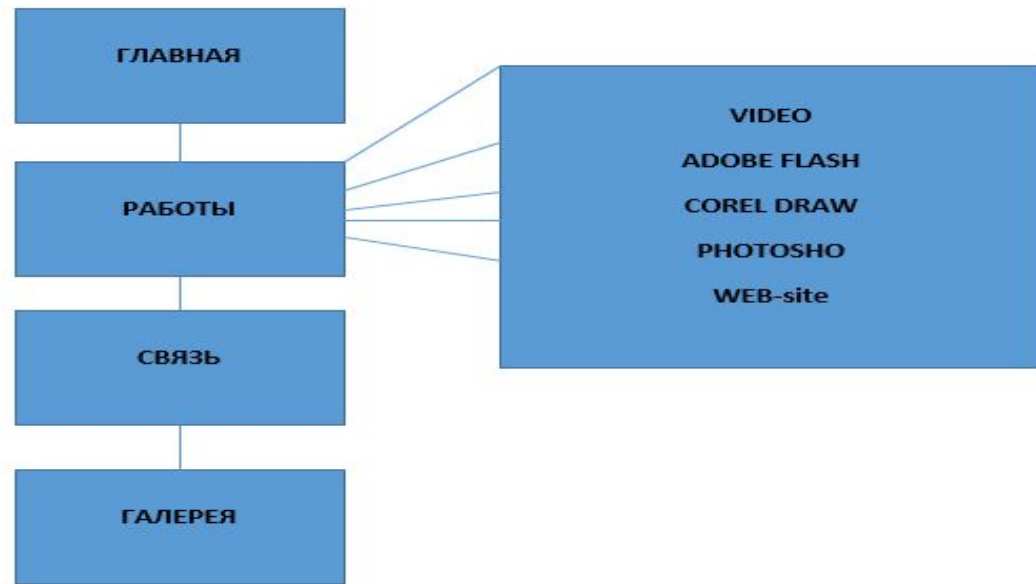 ГЛАВНАЯ
РАБОТЫ
СВЯЗЬ
ГАЛЕРЕЯ
VIDEO
ADOBE FLASH
COREL DRAW
PHOTOSHO
WEB-site